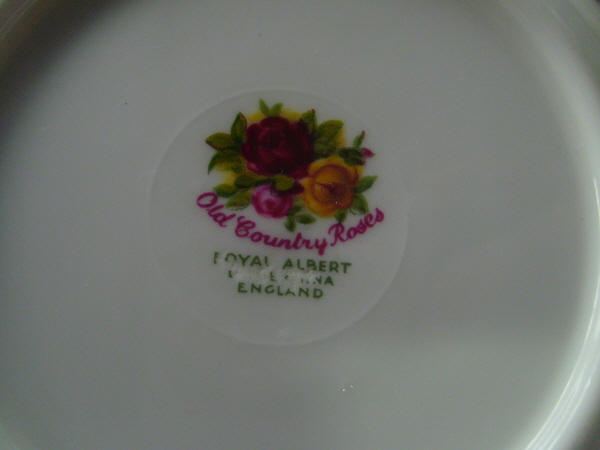 Old Country Roses
ROYAL ALBERT
ENGLAND